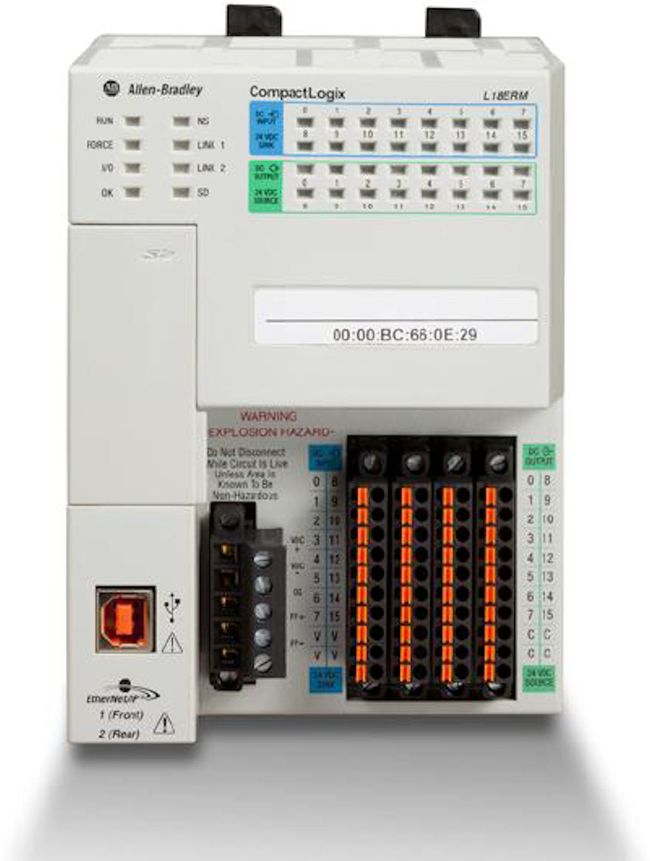 Allen-Bradley
CompactLogix
L18ERM
RUN NS
FORCE LINK 1
I/O LINK 2
OK SD
DC INPUT
24 VDC SINK
0 1 2 3 4 5 6 7
8 9 10 11 12 13 14 15
DC OUTPUT
24 VDC SOURCE
0 1 2 3 4 5 6 7
8 9 10 11 12 13 14 15
00:00:BC:66:0E:29
WARNING
EXPLOSION HAZARD-
Do Not Disconnect
While Circuit Is Live
Unless Area Is
Known To Be
Non-Hazardous
VDC
+
VDC
-
CG
FP+
FP-
DC
INPUT
0 8
1 9
2 10
3 11
4 12
5 13
6 14
7 15
V V
V V
24 VDC
SINK
DC
OUTPUT
0 8
1 9
2 10
3 11
4 12
5 13
6 14
7 15
C C
C C
24 VDC
SOURCE
EtherNet/IP
1 (Front)
2 (Rear)